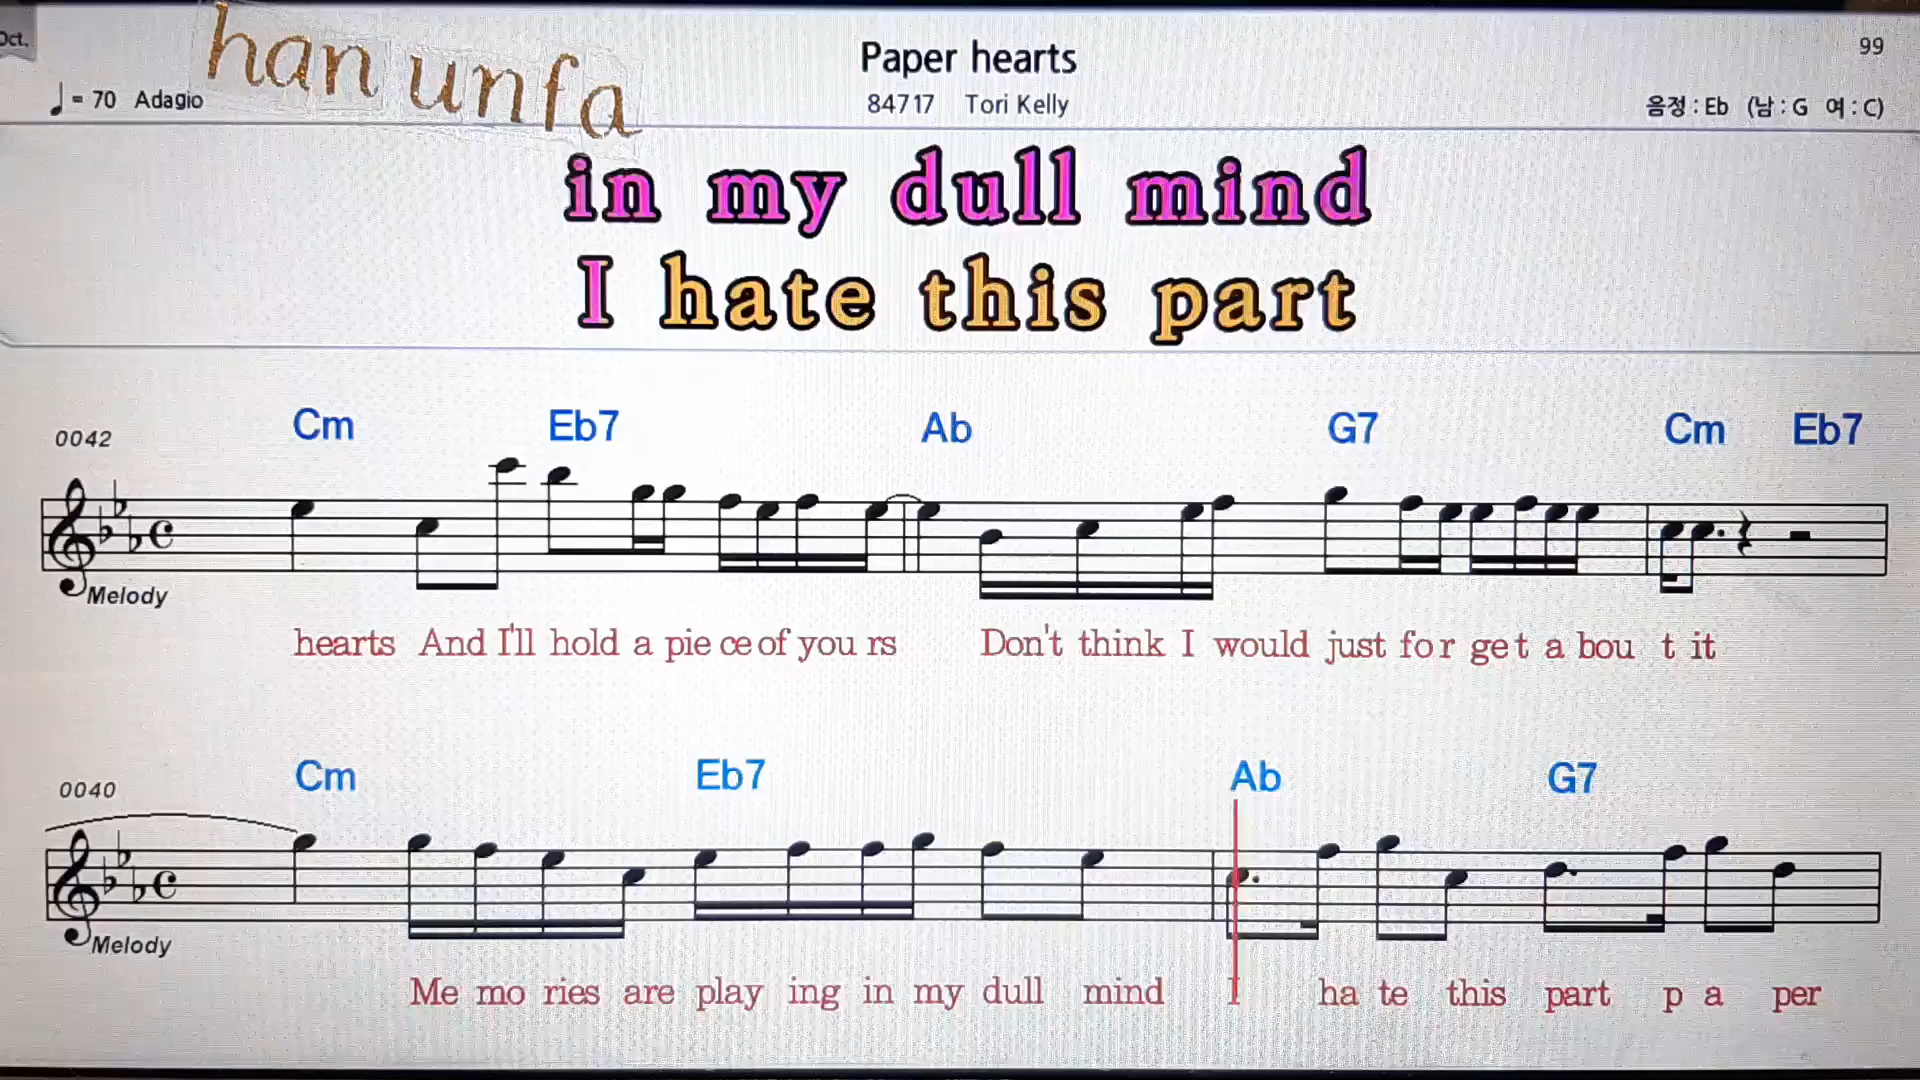 Oct.
han unfa
Paper hearts
99
♩ = 70 Adagio
84717 Tori Kelly
음정 : Eb (남 : G 여 : C)
in my dull mind
I hate this part
0042
Cm Eb7 Ab G7 Cm Eb7
Melody
hearts And I'll hold a pie ce of you rs Don't think I would just for get a bou t it
0040
Cm Eb7 Ab G7
Melody
Me mo ries are play ing in my dull mind I ha te this part p a per